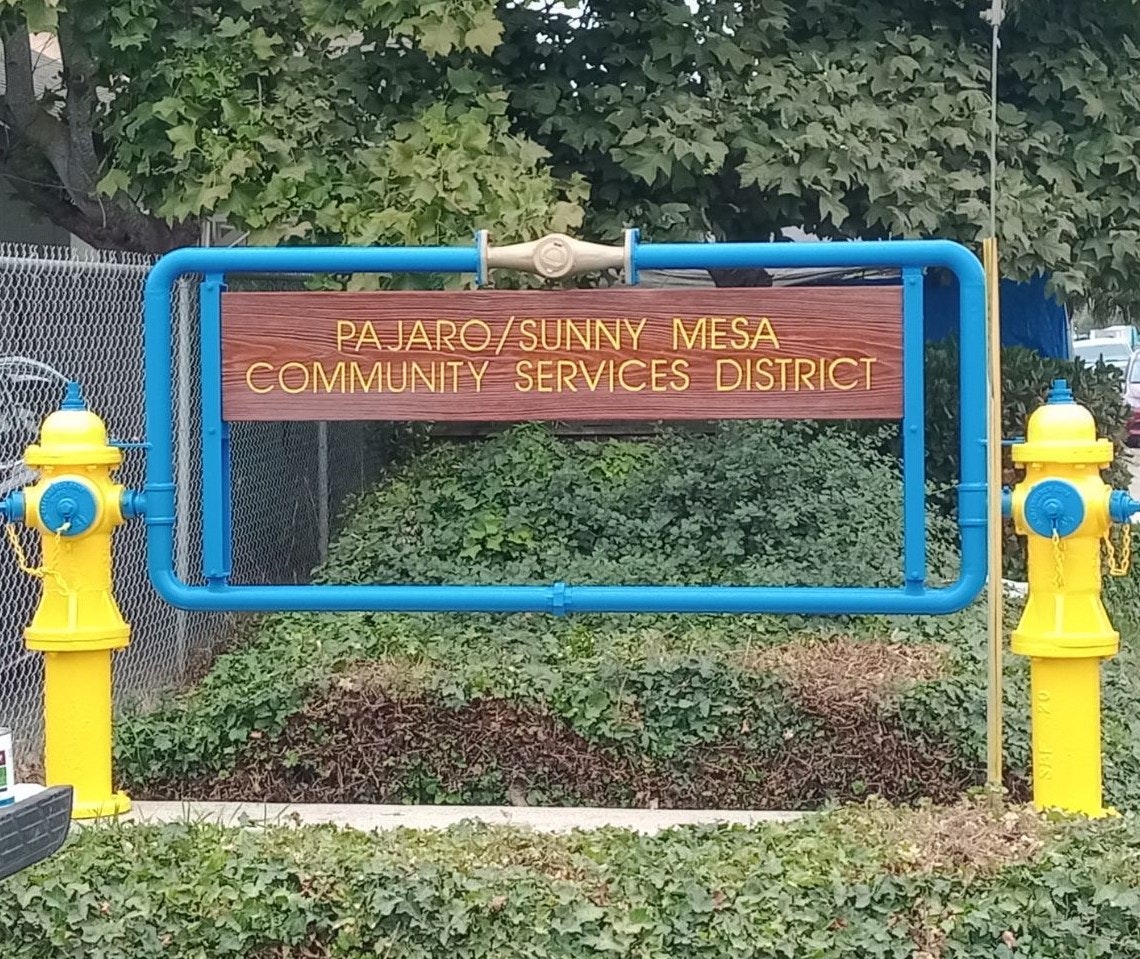 PAJARO/SUNNY MESA
COMMUNITY SERVICES DISTRICT